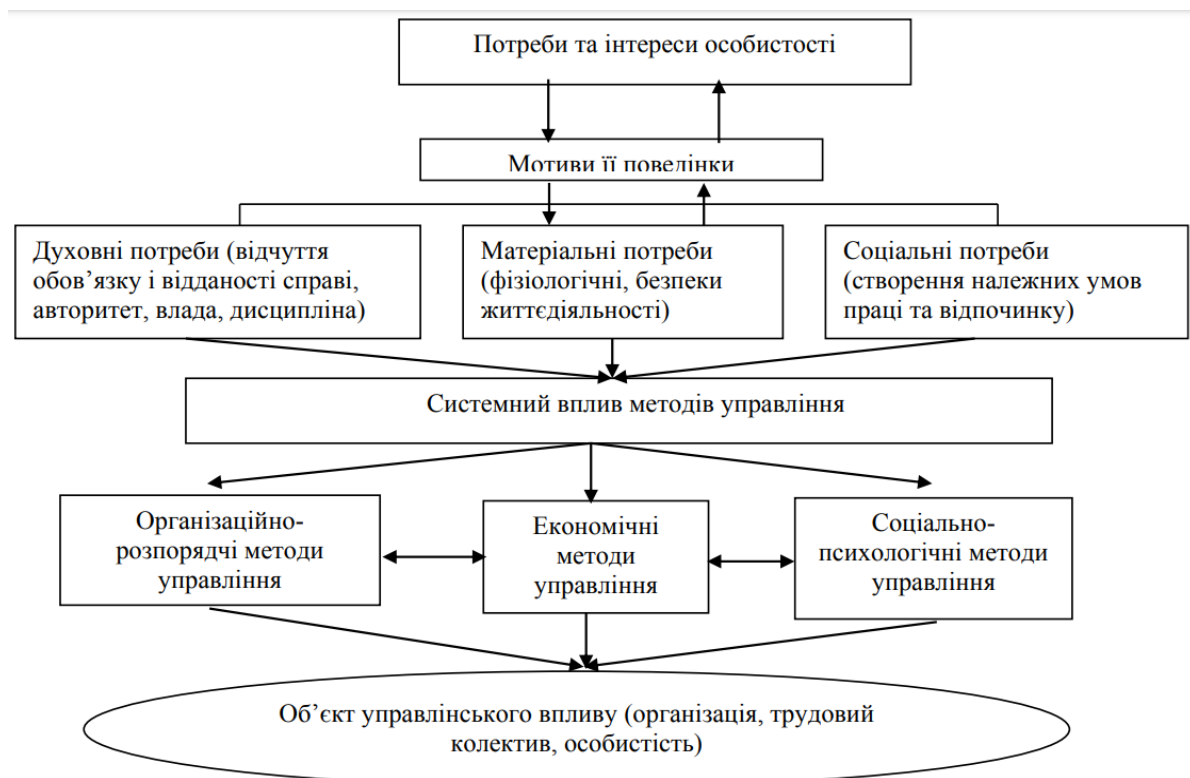 Потреби та інтереси особистості
Мотиви її поведінки
Духовні потреби (відчуття
обов’язку і відданості справі,
авторитет, влада, дисципліна)
Матеріальні потреби
(фізіологічні, безпеки
життєдіяльності)
Соціальні потреби
(створення належних умов
праці та відпочинку)
Системний вплив методів управління
Організаційно-
розпорядчі методи
управління
Економічні
методи
управління
Соціально-
психологічні методи
управління
Об’єкт управлінського впливу (організація, трудовий
колектив, особистість)